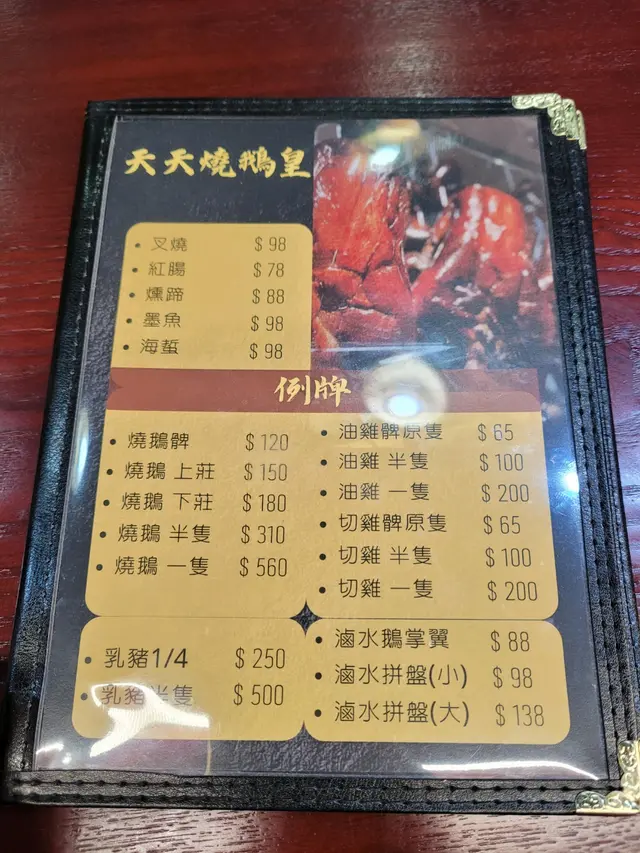 天天燒鵝皇
• 叉燒 $ 98
• 紅腸 $ 78
• 燻蹄 $ 88
• 墨魚 $ 98
• 海蜇 $ 98
例牌
• 燒鵝髀 $ 120
• 燒鵝 上莊 $ 150
• 燒鵝 下莊 $ 180
• 燒鵝 半隻 $ 310
• 燒鵝 一隻 $ 560
• 油雞髀原隻 $ 65
• 油雞 半隻 $ 100
• 油雞 一隻 $ 200
• 切雞髀原隻 $ 65
• 切雞 半隻 $ 100
• 切雞 一隻 $ 200
• 乳豬1/4 $ 250
• 乳豬半隻 $ 500
• 滷水鵝掌翼 $ 88
• 滷水拼盤(小) $ 98
• 滷水拼盤(大) $ 138